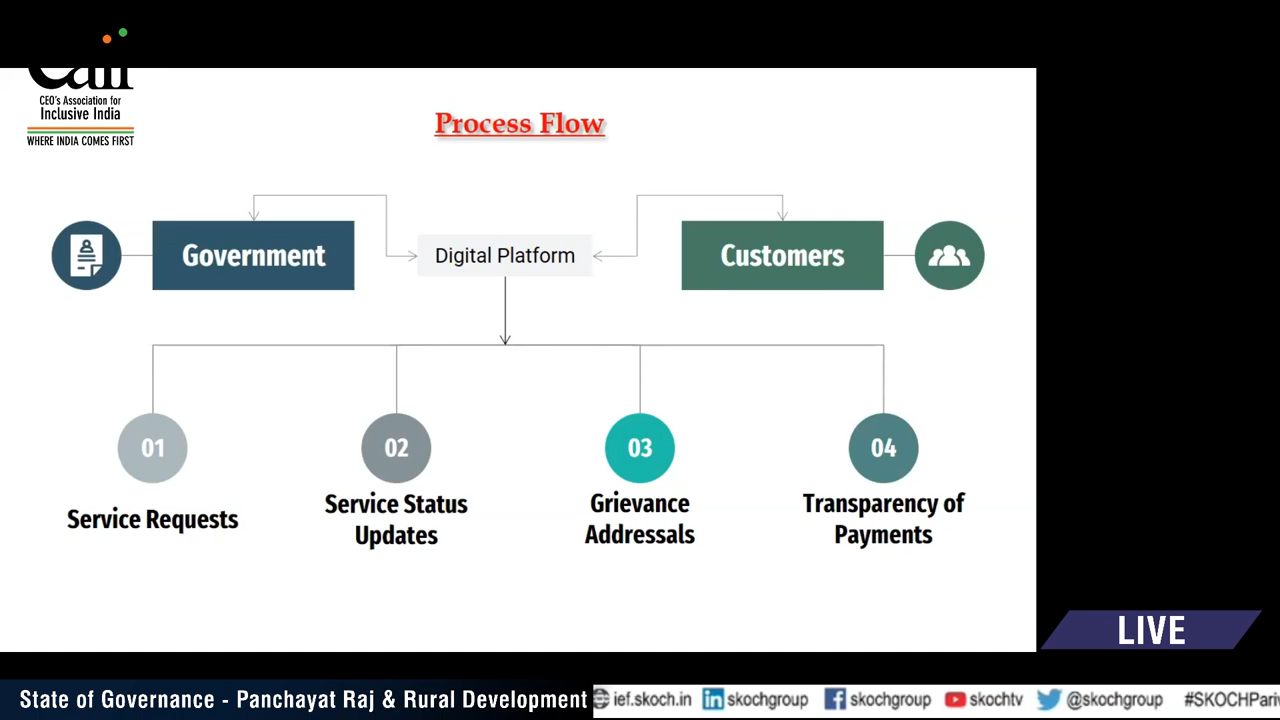 CEO's Association for
Inclusive India
WHERE INDIA COMES FIRST
Process Flow
Government
Digital Platform
Customers
01
02
03
04
Service Requests
Service Status
Updates
Grievance
Addressals
Transparency of
Payments
LIVE
State of Governance - Panchayat Raj & Rural Development
ief.skoch.in
skochgroup
skochgroup
skochtv
@skochgroup